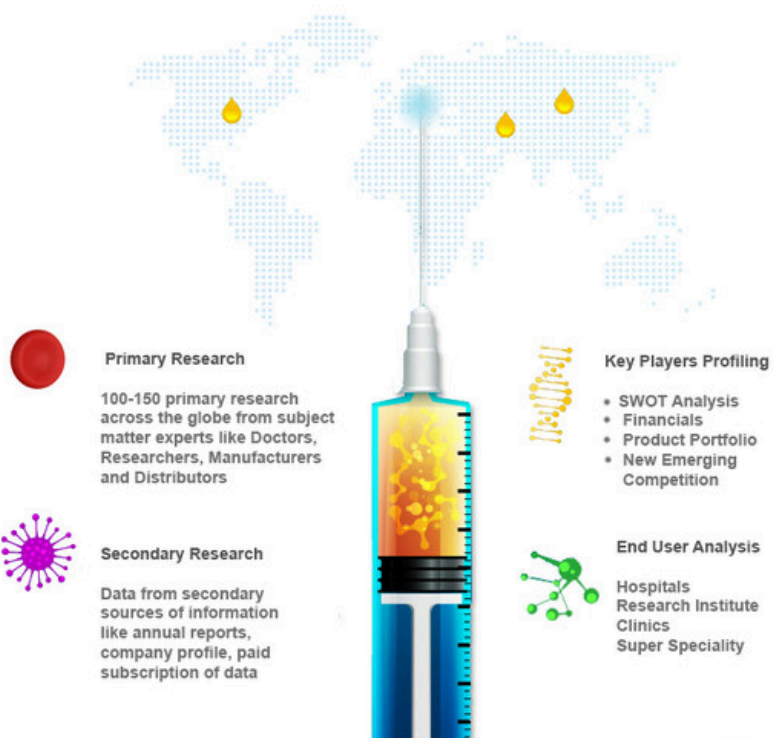 Primary Research
100-150 primary research
across the globe from subject
matter experts like Doctors,
Researchers, Manufacturers
and Distributors
Secondary Research
Data from secondary
sources of information
like annual reports,
company profile, paid
subscription of data
Key Players Profiling
• SWOT Analysis
• Financials
• Product Portfolio
• New Emerging
Competition
End User Analysis
Hospitals
Research Institute
Clinics
Super Speciality